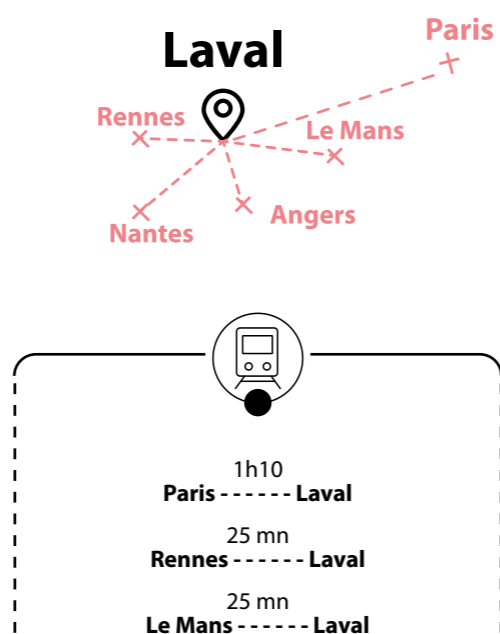 Paris
Laval
Rennes
Le Mans
Angers
Nantes
1h10
Paris - - - - - - Laval
25 mn
Rennes - - - - - - Laval
25 mn
Le Mans - - - - - - Laval